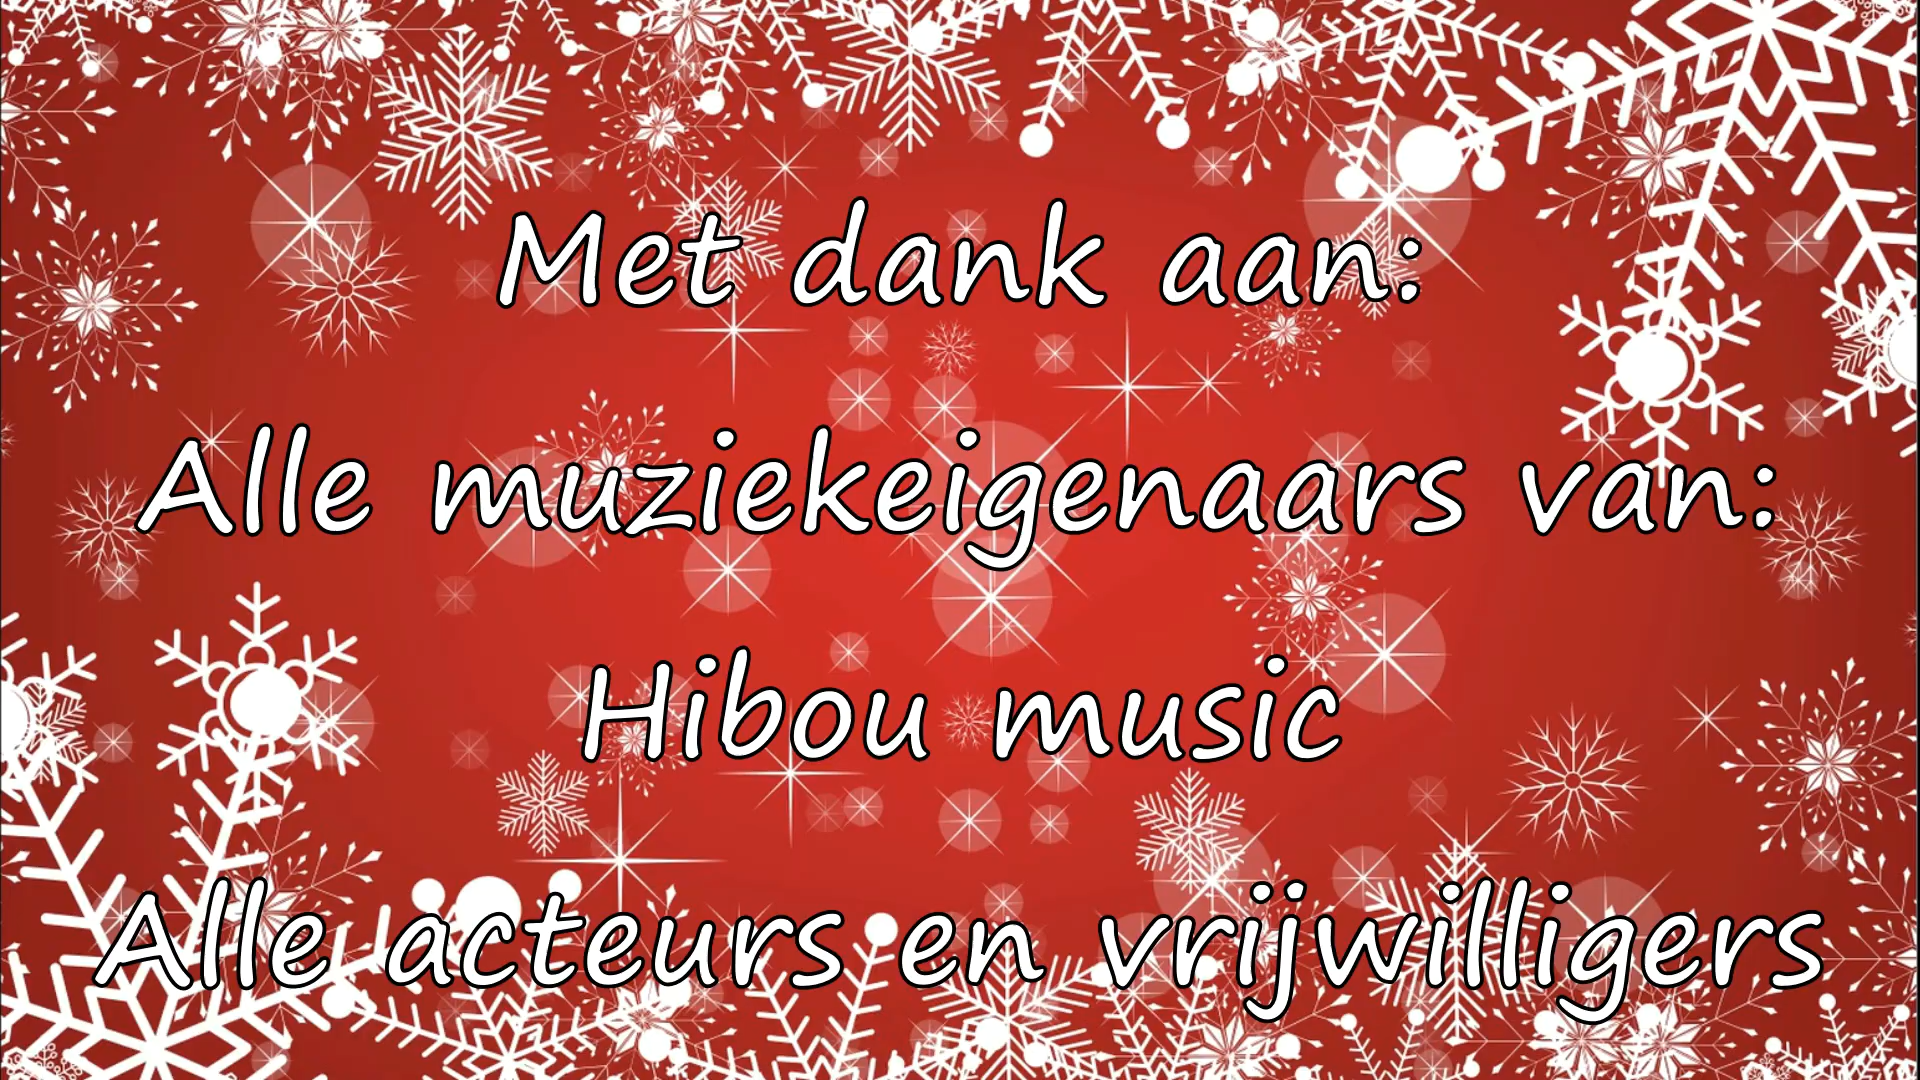 Met dank aan:
Alle muziekeigenaars van:
Hibou music
Alle acteurs en vrijwilligers